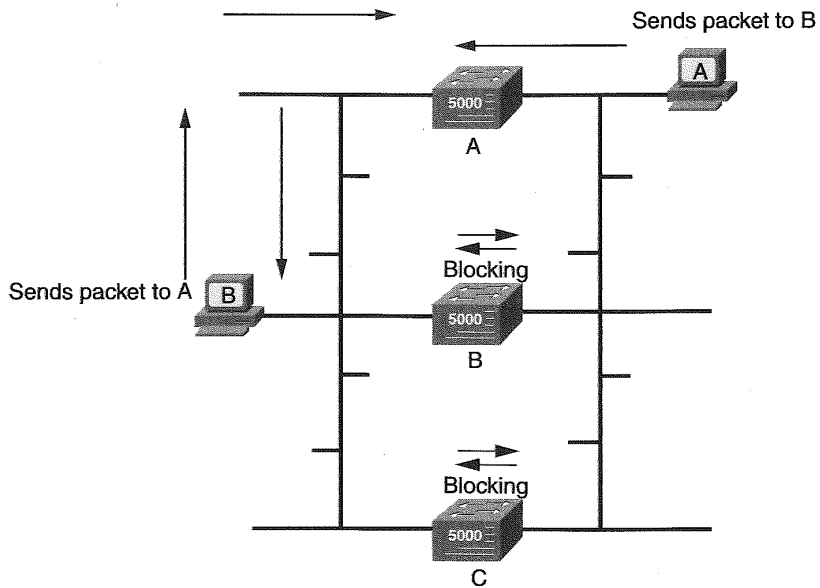 Sends packet to B
A
5000
A
Blocking
Sends packet to A
B
5000
B
Blocking
5000
C